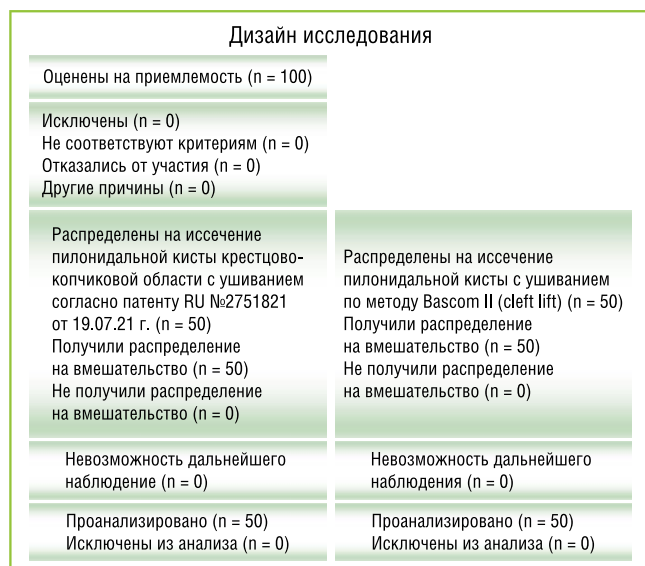 Дизайн исследования
Оценены на приемлемость (n = 100)
Исключены (n = 0)
Не соответствуют критериям (n = 0)
Отказались от участия (n = 0)
Другие причины (n = 0)
Распределены на иссечение
пилонидальной кисты крестцово-
копчиковой области с ушиванием
согласно патенту RU №2751821
от 19.07.21 г. (n = 50)
Получили распределение
на вмешательство (n = 50)
Не получили распределение
на вмешательство (n = 0)
Распределены на иссечение
пилонидальной кисты с ушиванием
по методу Bascom II (cleft lift) (n = 50)
Получили распределение
на вмешательство (n = 50)
Не получили распределение
на вмешательство (n = 0)
Невозможность дальнейшего
наблюдение (n = 0)
Невозможность дальнейшего
наблюдения (n = 0)
Проанализировано (n = 50)
Исключены из анализа (n = 0)
Проанализировано (n = 50)
Исключены из анализа (n = 0)